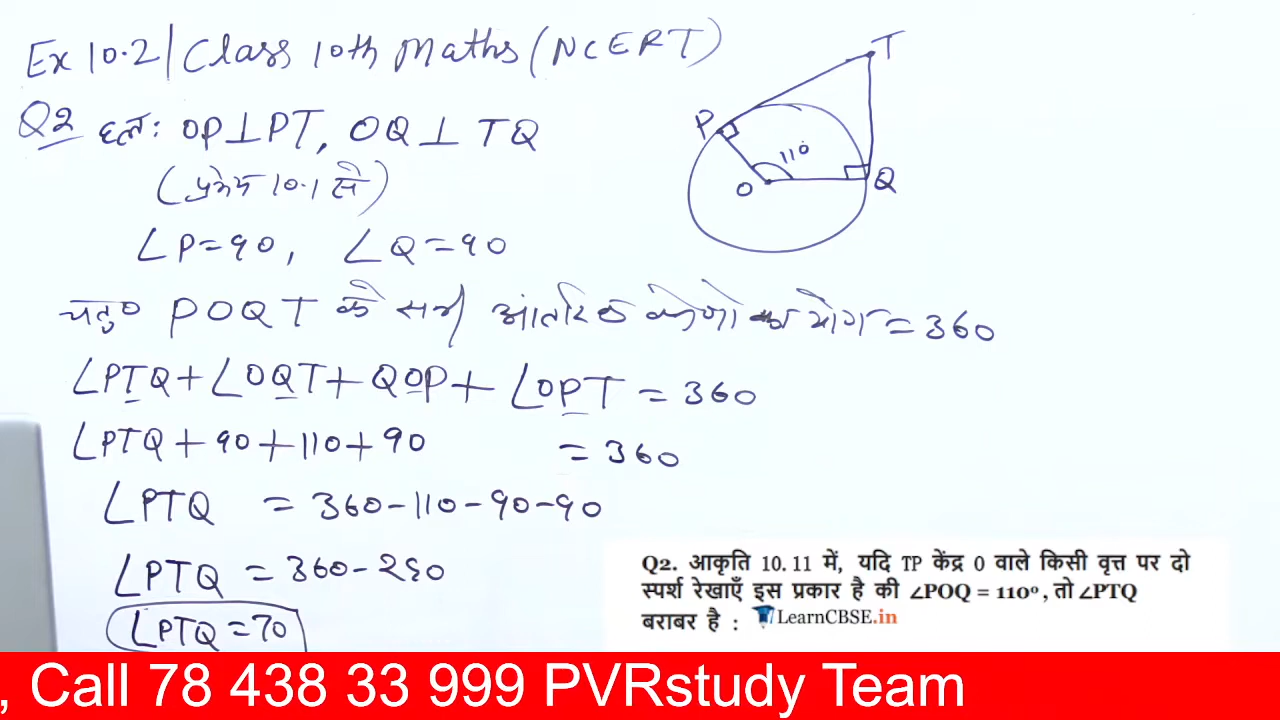 Ex 10.2 | Class 10th Maths (NCERT)
Q2 हल: OP⊥PT, OQ⊥TQ
(प्रमेय 10.1 से)
∠P=90, ∠Q=90
चतु० POQT के सभी आंतरिक कोणों का योग = 360
∠PTQ + ∠OQT + QOP + ∠OPT = 360
∠PTQ + 90 + 110 + 90 = 360
∠PTQ = 360 - 110 - 90 - 90
∠PTQ = 360 - 290
∠PTQ = 70
T
P
110°
O
Q
Q2. आकृति 10.11 में, यदि TP केंद्र O वाले किसी वृत्त पर दो
स्पर्श रेखाएँ इस प्रकार है की ∠POQ = 110º, तो ∠PTQ
बराबर है : LearnCBSE.in
, Call 78 438 33 999 PVRstudy Team